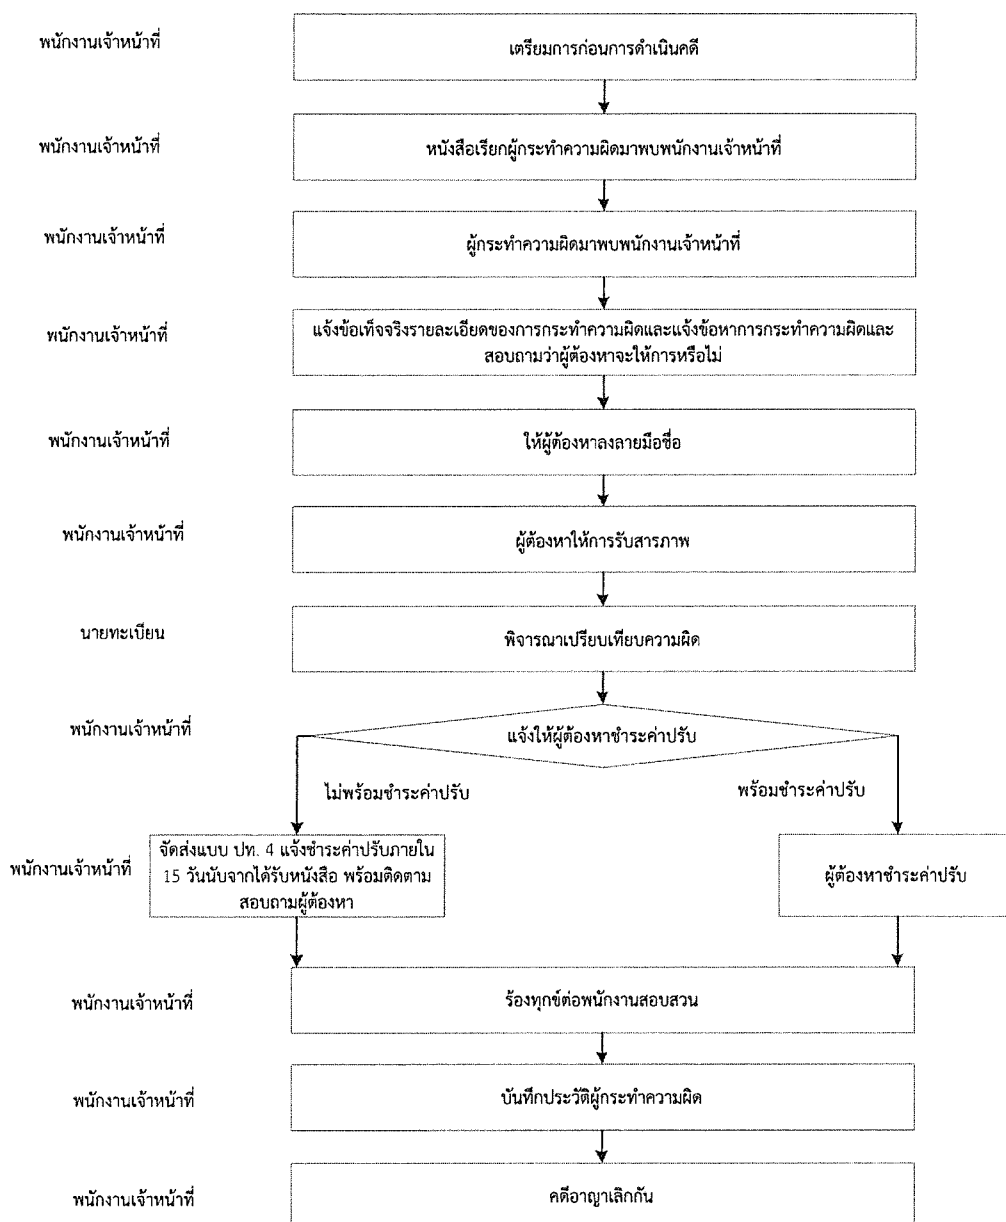 พนักงานเจ้าหน้าที่
เตรียมการก่อนการดำเนินคดี
พนักงานเจ้าหน้าที่
หนังสือเรียกผู้กระทำความผิดมาพบพนักงานเจ้าหน้าที่
พนักงานเจ้าหน้าที่
ผู้กระทำความผิดมาพบพนักงานเจ้าหน้าที่
พนักงานเจ้าหน้าที่
แจ้งข้อเท็จจริงรายละเอียดของการกระทำความผิดและแจ้งข้อหาการกระทำความผิดและ
สอบถามว่าผู้ต้องหาจะให้การหรือไม่
พนักงานเจ้าหน้าที่
ให้ผู้ต้องหาลงลายมือชื่อ
พนักงานเจ้าหน้าที่
ผู้ต้องหาให้การรับสารภาพ
นายทะเบียน
พิจารณาเปรียบเทียบความผิด
พนักงานเจ้าหน้าที่
แจ้งให้ผู้ต้องหาชำระค่าปรับ
ไม่พร้อมชำระค่าปรับ
พร้อมชำระค่าปรับ
พนักงานเจ้าหน้าที่
จัดส่งแบบ ปท. 4 แจ้งชำระค่าปรับภายใน
15 วันนับจากได้รับหนังสือ พร้อมติดตาม
สอบถามผู้ต้องหา
ผู้ต้องหาชำระค่าปรับ
พนักงานเจ้าหน้าที่
ร้องทุกข์ต่อพนักงานสอบสวน
พนักงานเจ้าหน้าที่
บันทึกประวัติผู้กระทำความผิด
พนักงานเจ้าหน้าที่
คดีอาญาเลิกกัน